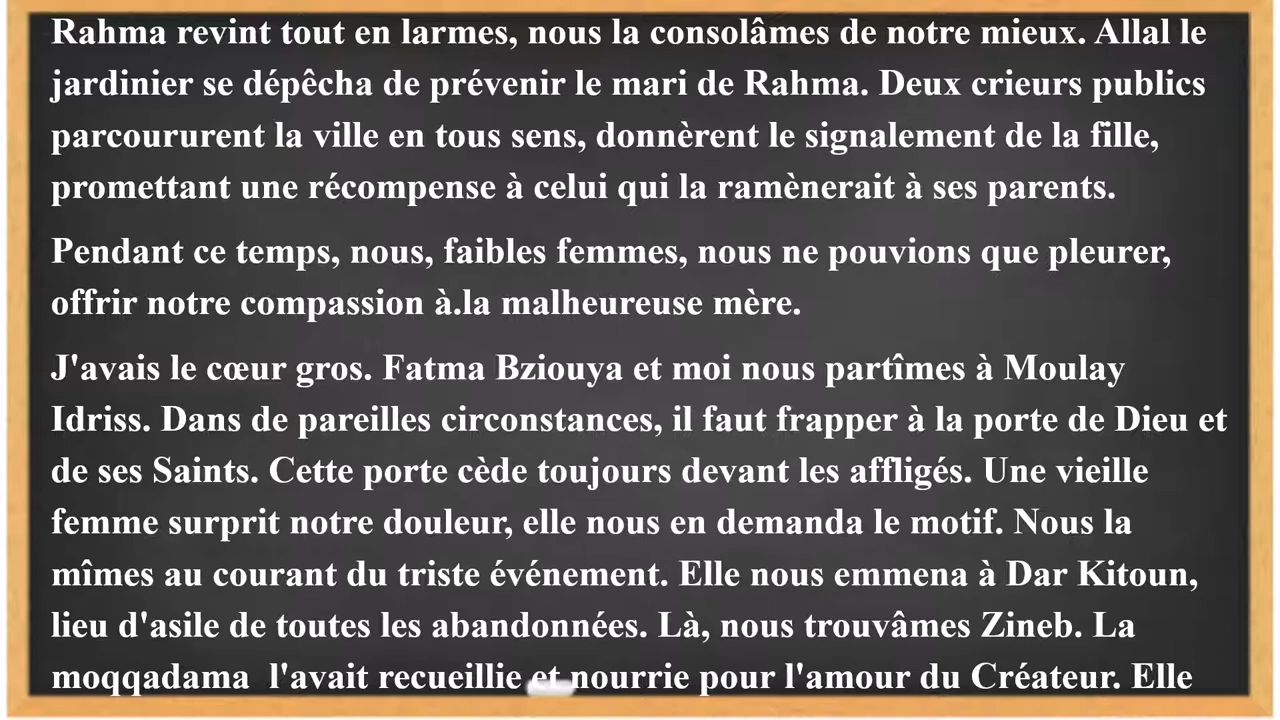 Rahma revint tout en larmes, nous la consolâmes de notre mieux. Allal le
jardinier se dépêcha de prévenir le mari de Rahma. Deux crieurs publics
parcoururent la ville en tous sens, donnèrent le signalement de la fille,
promettant une récompense à celui qui la ramènerait à ses parents.
Pendant ce temps, nous, faibles femmes, nous ne pouvions que pleurer,
offrir notre compassion à.la malheureuse mère.
J'avais le cœur gros. Fatma Bziouya et moi nous partîmes à Moulay
Idriss. Dans de pareilles circonstances, il faut frapper à la porte de Dieu et
de ses Saints. Cette porte cède toujours devant les affligés. Une vieille
femme surprit notre douleur, elle nous en demanda le motif. Nous la
mîmes au courant du triste événement. Elle nous emmena à Dar Kitoun,
lieu d'asile de toutes les abandonnées. Là, nous trouvâmes Zineb. La
moqqadama  l'avait recueillie et nourrie pour l'amour du Créateur. Elle